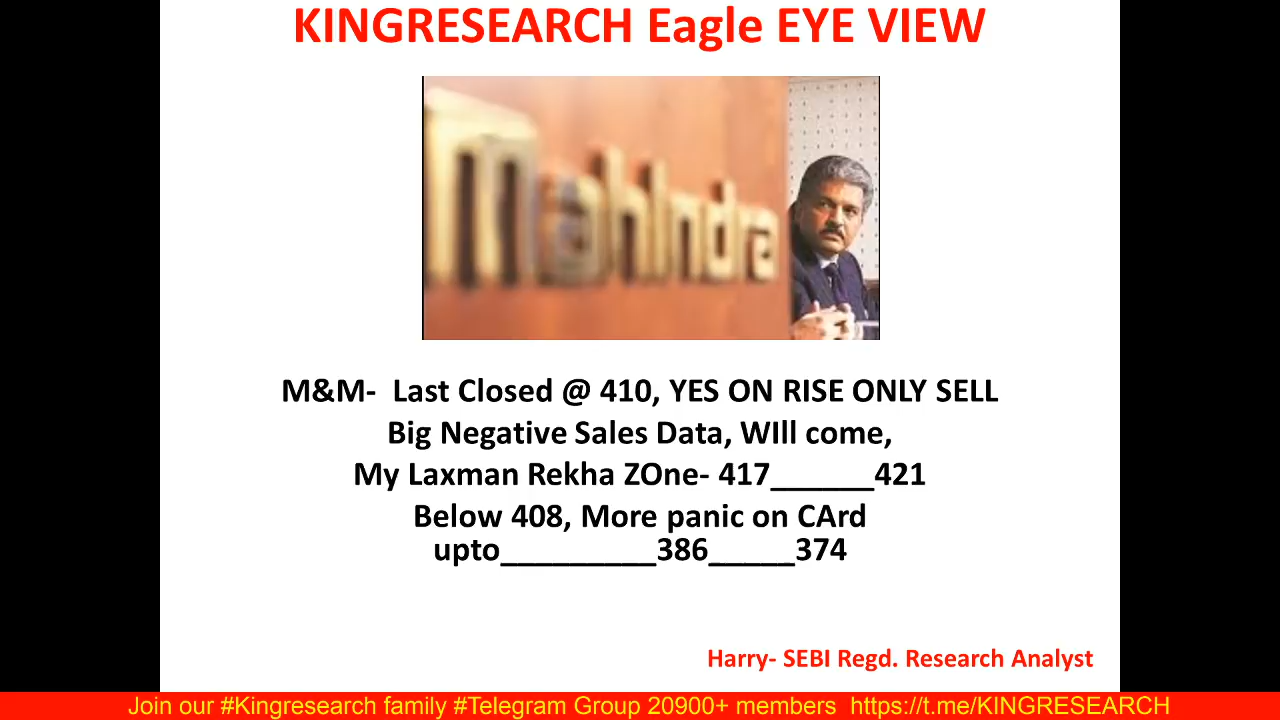 KINGRESEARCH Eagle EYE VIEW
Mahindra
M&M- Last Closed @ 410, YES ON RISE ONLY SELL
Big Negative Sales Data, WIll come,
My Laxman Rekha ZOne- 417______421
Below 408, More panic on CArd
upto_________386_____374
Harry- SEBI Regd. Research Analyst
Join our #Kingresearch family #Telegram Group 20900+ members https://t.me/KINGRESEARCH